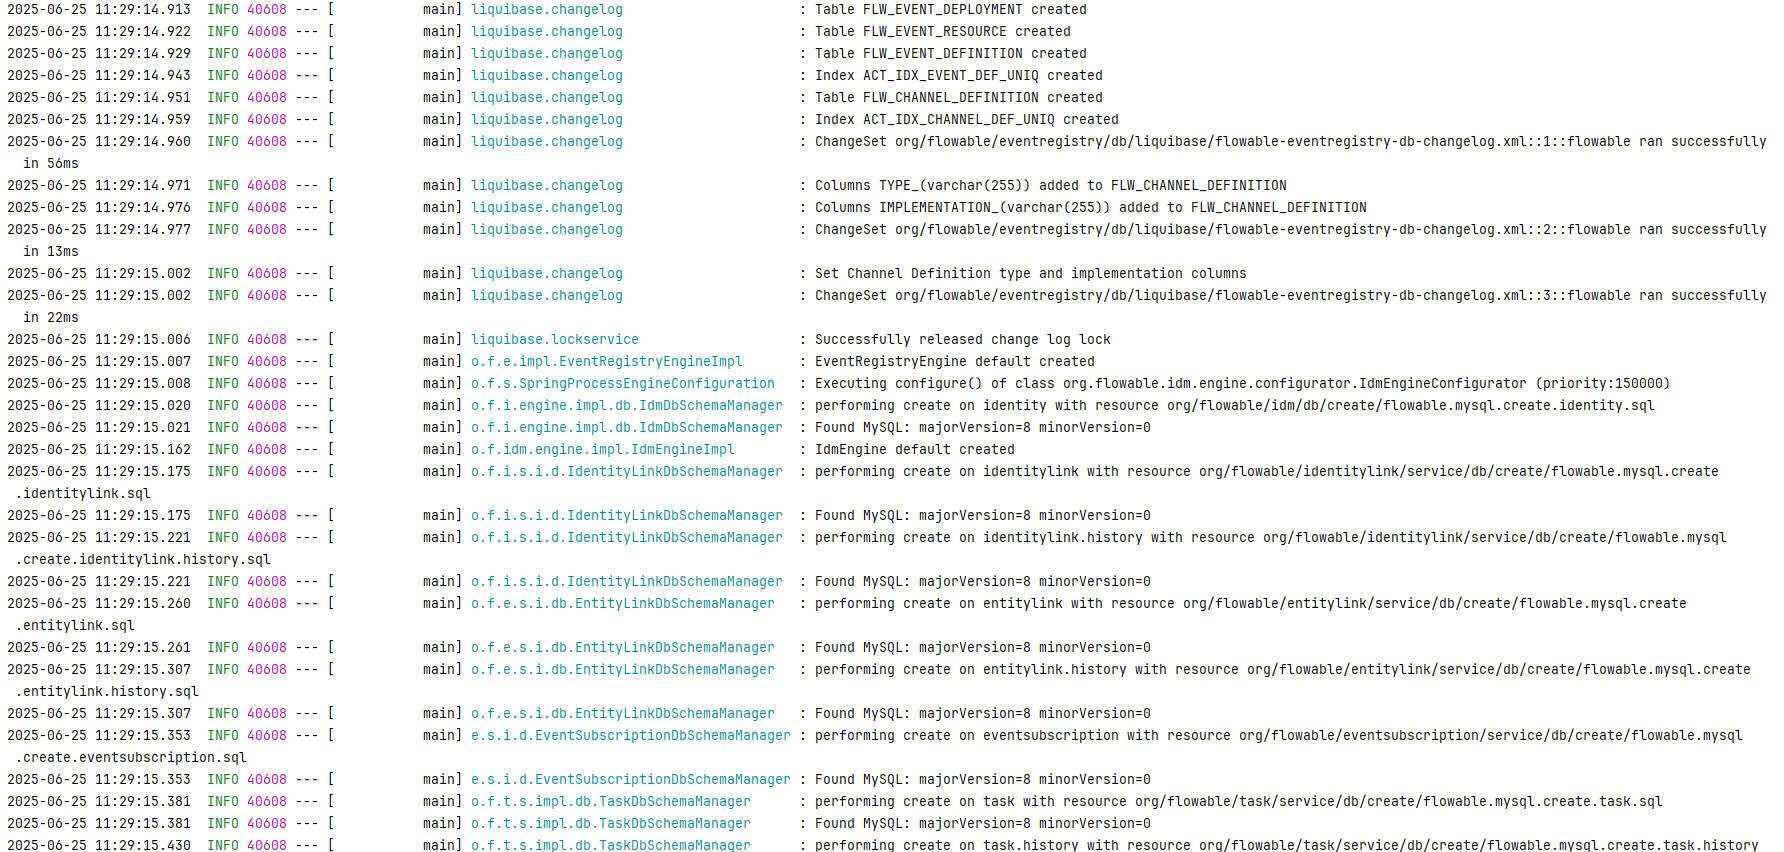 2025-06-25 11:29:14.913  INFO 40608 --- [           main] liquibase.changelog                      : Table FLW_EVENT_DEPLOYMENT created
2025-06-25 11:29:14.922  INFO 40608 --- [           main] liquibase.changelog                      : Table FLW_EVENT_RESOURCE created
2025-06-25 11:29:14.929  INFO 40608 --- [           main] liquibase.changelog                      : Table FLW_EVENT_DEFINITION created
2025-06-25 11:29:14.943  INFO 40608 --- [           main] liquibase.changelog                      : Index ACT_IDX_EVENT_DEF_UNIQ created
2025-06-25 11:29:14.951  INFO 40608 --- [           main] liquibase.changelog                      : Table FLW_CHANNEL_DEFINITION created
2025-06-25 11:29:14.959  INFO 40608 --- [           main] liquibase.changelog                      : Index ACT_IDX_CHANNEL_DEF_UNIQ created
2025-06-25 11:29:14.960  INFO 40608 --- [           main] liquibase.changelog                      : ChangeSet org/flowable/eventregistry/db/liquibase/flowable-eventregistry-db-changelog.xml::1::flowable ran successfully
  in 56ms
2025-06-25 11:29:14.971  INFO 40608 --- [           main] liquibase.changelog                      : Columns TYPE_(varchar(255)) added to FLW_CHANNEL_DEFINITION
2025-06-25 11:29:14.976  INFO 40608 --- [           main] liquibase.changelog                      : Columns IMPLEMENTATION_(varchar(255)) added to FLW_CHANNEL_DEFINITION
2025-06-25 11:29:14.977  INFO 40608 --- [           main] liquibase.changelog                      : ChangeSet org/flowable/eventregistry/db/liquibase/flowable-eventregistry-db-changelog.xml::2::flowable ran successfully
  in 13ms
2025-06-25 11:29:15.002  INFO 40608 --- [           main] liquibase.changelog                      : Set Channel Definition type and implementation columns
2025-06-25 11:29:15.002  INFO 40608 --- [           main] liquibase.changelog                      : ChangeSet org/flowable/eventregistry/db/liquibase/flowable-eventregistry-db-changelog.xml::3::flowable ran successfully
  in 22ms
2025-06-25 11:29:15.006  INFO 40608 --- [           main] liquibase.lockservice                    : Successfully released change log lock
2025-06-25 11:29:15.007  INFO 40608 --- [           main] o.f.e.impl.EventRegistryEngineImpl       : EventRegistryEngine default created
2025-06-25 11:29:15.008  INFO 40608 --- [           main] o.f.s.SpringProcessEngineConfiguration   : Executing configure() of class org.flowable.idm.engine.configurator.IdmEngineConfigurator (priority:150000)
2025-06-25 11:29:15.020  INFO 40608 --- [           main] o.f.i.engine.impl.db.IdmDbSchemaManager  : performing create on identity with resource org/flowable/idm/db/create/flowable.mysql.create.identity.sql
2025-06-25 11:29:15.021  INFO 40608 --- [           main] o.f.i.engine.impl.db.IdmDbSchemaManager  : Found MySQL: majorVersion=8 minorVersion=0
2025-06-25 11:29:15.162  INFO 40608 --- [           main] o.f.idm.engine.impl.IdmEngineImpl        : IdmEngine default created
2025-06-25 11:29:15.175  INFO 40608 --- [           main] o.f.i.s.i.d.IdentityLinkDbSchemaManager  : performing create on identitylink with resource org/flowable/identitylink/service/db/create/flowable.mysql.create
 .identitylink.sql
2025-06-25 11:29:15.175  INFO 40608 --- [           main] o.f.i.s.i.d.IdentityLinkDbSchemaManager  : Found MySQL: majorVersion=8 minorVersion=0
2025-06-25 11:29:15.221  INFO 40608 --- [           main] o.f.i.s.i.d.IdentityLinkDbSchemaManager  : performing create on identitylink.history with resource org/flowable/identitylink/service/db/create/flowable.mysql
 .create.identitylink.history.sql
2025-06-25 11:29:15.221  INFO 40608 --- [           main] o.f.i.s.i.d.IdentityLinkDbSchemaManager  : Found MySQL: majorVersion=8 minorVersion=0
2025-06-25 11:29:15.260  INFO 40608 --- [           main] o.f.e.s.i.db.EntityLinkDbSchemaManager   : performing create on entitylink with resource org/flowable/entitylink/service/db/create/flowable.mysql.create
 .entitylink.sql
2025-06-25 11:29:15.261  INFO 40608 --- [           main] o.f.e.s.i.db.EntityLinkDbSchemaManager   : Found MySQL: majorVersion=8 minorVersion=0
2025-06-25 11:29:15.307  INFO 40608 --- [           main] o.f.e.s.i.db.EntityLinkDbSchemaManager   : performing create on entitylink.history with resource org/flowable/entitylink/service/db/create/flowable.mysql.create
 .entitylink.history.sql
2025-06-25 11:29:15.307  INFO 40608 --- [           main] o.f.e.s.i.db.EntityLinkDbSchemaManager   : Found MySQL: majorVersion=8 minorVersion=0
2025-06-25 11:29:15.353  INFO 40608 --- [           main] e.s.i.d.EventSubscriptionDbSchemaManager : performing create on eventsubscription with resource org/flowable/eventsubscription/service/db/create/flowable.mysql
 .create.eventsubscription.sql
2025-06-25 11:29:15.353  INFO 40608 --- [           main] e.s.i.d.EventSubscriptionDbSchemaManager : Found MySQL: majorVersion=8 minorVersion=0
2025-06-25 11:29:15.381  INFO 40608 --- [           main] o.f.t.s.impl.db.TaskDbSchemaManager      : performing create on task with resource org/flowable/task/service/db/create/flowable.mysql.create.task.sql
2025-06-25 11:29:15.381  INFO 40608 --- [           main] o.f.t.s.impl.db.TaskDbSchemaManager      : Found MySQL: majorVersion=8 minorVersion=0
2025-06-25 11:29:15.430  INFO 40608 --- [           main] o.f.t.s.impl.db.TaskDbSchemaManager      : performing create on task.history with resource org/flowable/task/service/db/create/flowable.mysql.create.task.history